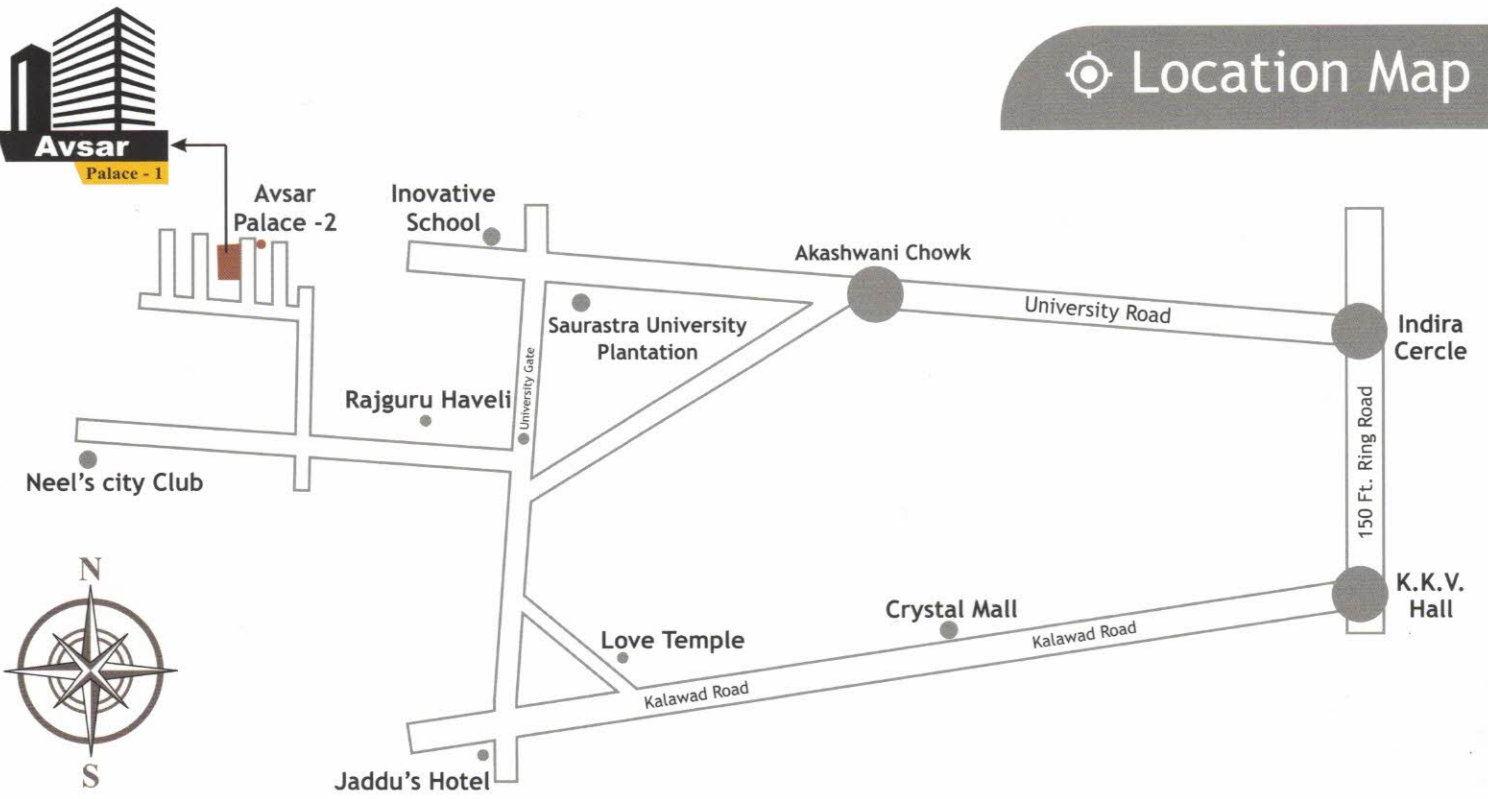 Location Map
Avsar
Palace - 1
Avsar
Palace -2
Inovative
School
Akashwani Chowk
University Road
Indira
Cercle
Saurastra University
Plantation
University Gate
Rajguru Haveli
150 Ft. Ring Road
Neel's city Club
N
S
K.K.V.
Hall
Crystal Mall
Kalawad Road
Love Temple
Kalawad Road
Jaddu's Hotel